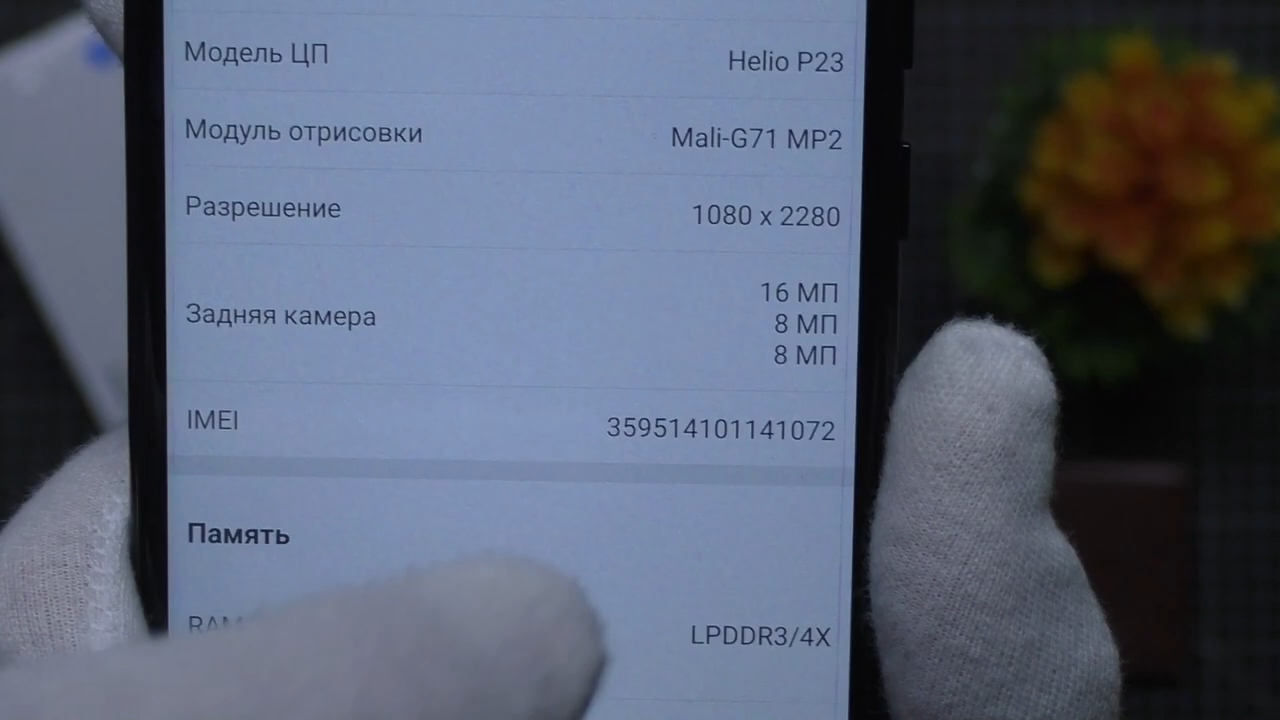 Модель ЦП Helio P23
Модуль отрисовки Mali-G71 MP2
Разрешение 1080 x 2280
Задняя камера 16 МП
8 МП
8 МП
IMEI 359514101141072
Память
RAM LPDDR3/4X